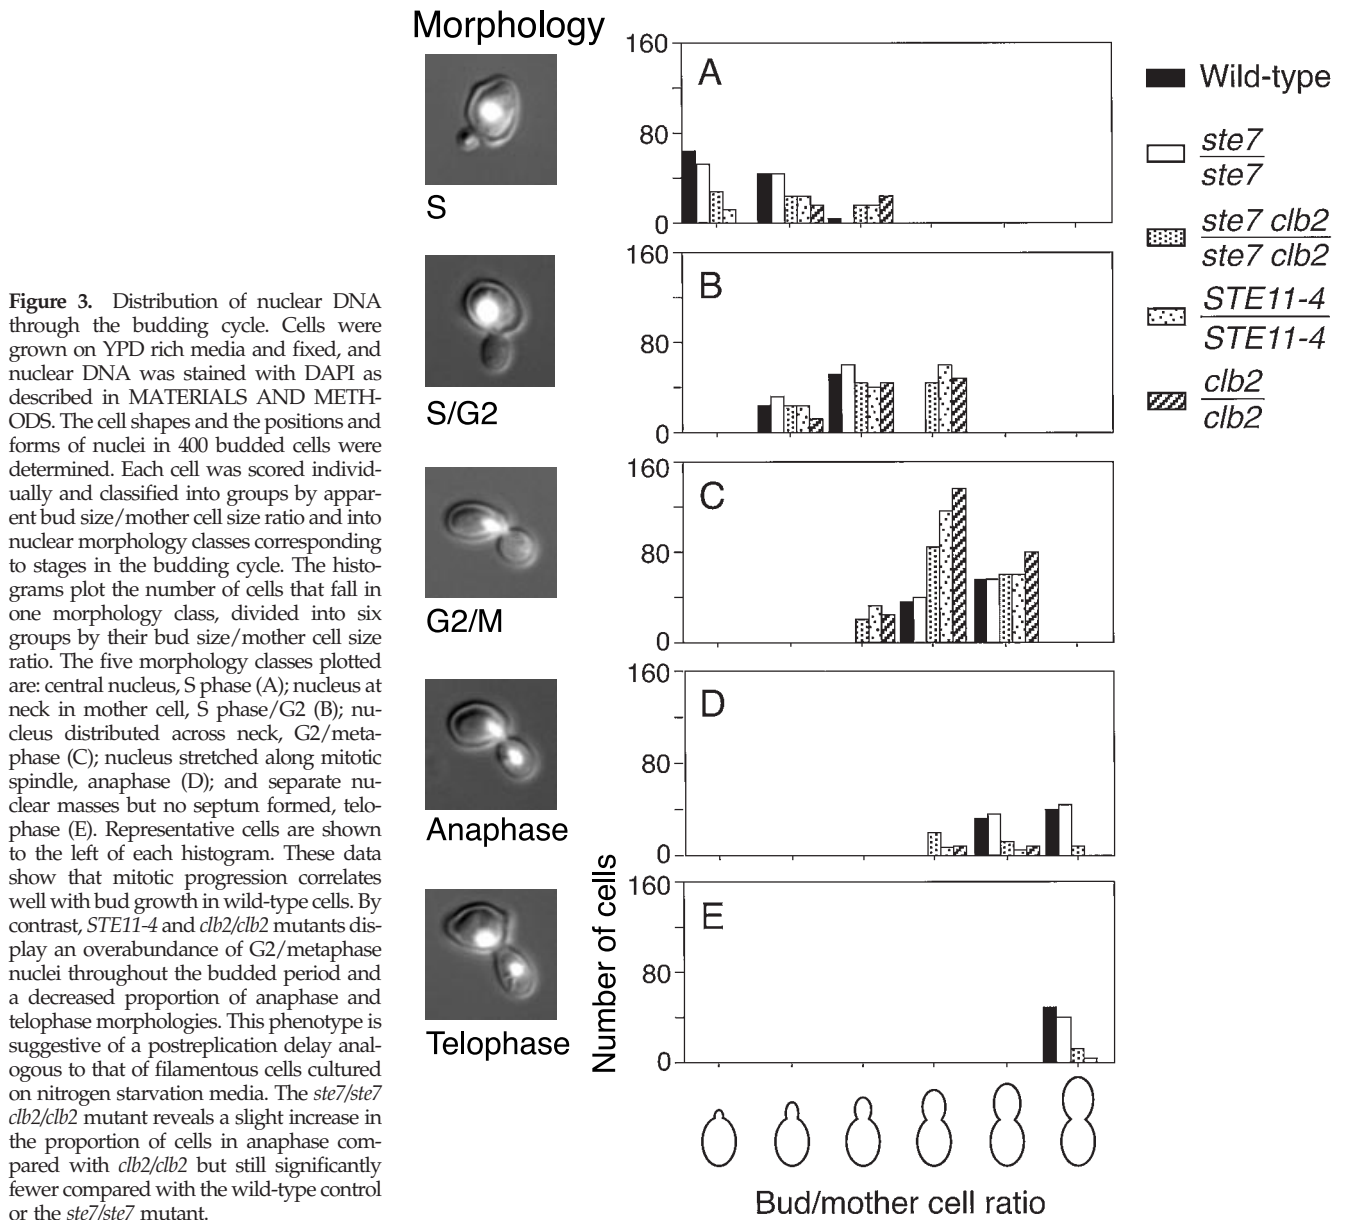 Figure 3. Distribution of nuclear DNA
through the budding cycle. Cells were
grown on YPD rich media and fixed, and
nuclear DNA was stained with DAPI as
described in MATERIALS AND METH-
ODS. The cell shapes and the positions and
forms of nuclei in 400 budded cells were
determined. Each cell was scored individ-
ually and classified into groups by appar-
ent bud size/mother cell size ratio and into
nuclear morphology classes corresponding
to stages in the budding cycle. The histo-
grams plot the number of cells that fall in
one morphology class, divided into six
groups by their bud size/mother cell size
ratio. The five morphology classes plotted
are: central nucleus, S phase (A); nucleus at
neck in mother cell, S phase/G2 (B); nu-
cleus distributed across neck, G2/meta-
phase (C); nucleus stretched along mitotic
spindle, anaphase (D); and separate nu-
clear masses but no septum formed, telo-
phase (E). Representative cells are shown
to the left of each histogram. These data
show that mitotic progression correlates
well with bud growth in wild-type cells. By
contrast, STE11-4 and clb2/clb2 mutants dis-
play an overabundance of G2/metaphase
nuclei throughout the budded period and
a decreased proportion of anaphase and
telophase morphologies. This phenotype is
suggestive of a postreplication delay anal-
ogous to that of filamentous cells cultured
on nitrogen starvation media. The ste7/ste7
clb2/clb2 mutant reveals a slight increase in
the proportion of cells in anaphase com-
pared with clb2/clb2 but still significantly
fewer compared with the wild-type control
or the ste7/ste7 mutant.
Morphology
S
S/G2
G2/M
Anaphase
Telophase
Number of cells
160
80
0
A
160
80
0
B
160
80
0
C
160
80
0
D
160
80
0
E
Bud/mother cell ratio
Wild-type
ste7
ste7
ste7 clb2
ste7 clb2
STE11-4
STE11-4
clb2
clb2